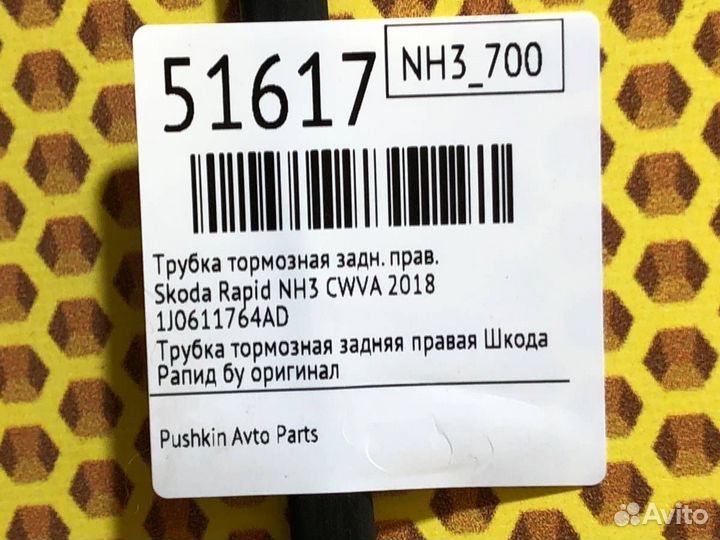 51617
NH3_700
Трубка тормозная задн. прав.
Skoda Rapid NH3 CWVA 2018
1J0611764AD
Трубка тормозная задняя правая Шкода
Рапид бу оригинал
Pushkin Avto Parts
Avito